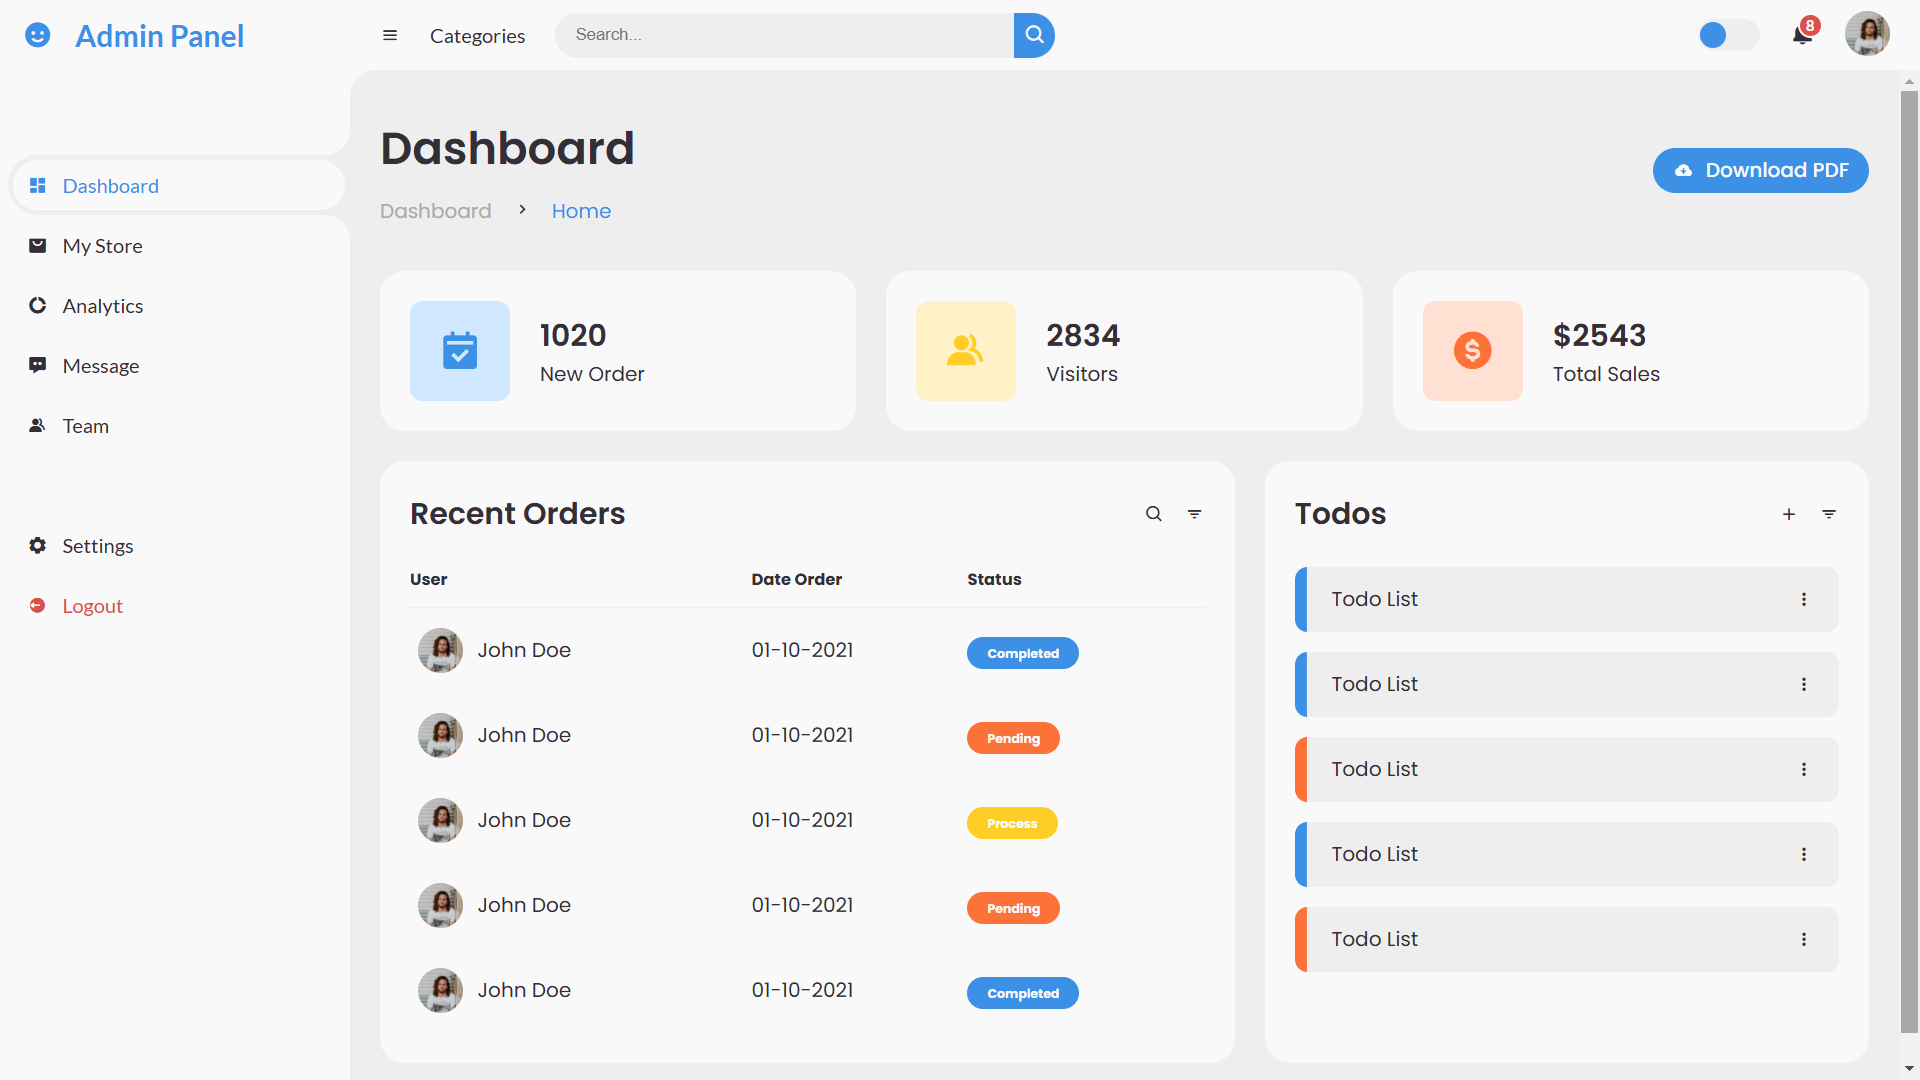 Admin Panel
Categories
Search...
8
Dashboard
My Store
Analytics
Message
Team
Settings
Logout
Dashboard
Dashboard
Home
Download PDF
1020
New Order
2834
Visitors
$2543
Total Sales
Recent Orders
User Date Order Status
John Doe 01-10-2021 Completed
John Doe 01-10-2021 Pending
John Doe 01-10-2021 Process
John Doe 01-10-2021 Pending
John Doe 01-10-2021 Completed
Todos
Todo List
Todo List
Todo List
Todo List
Todo List